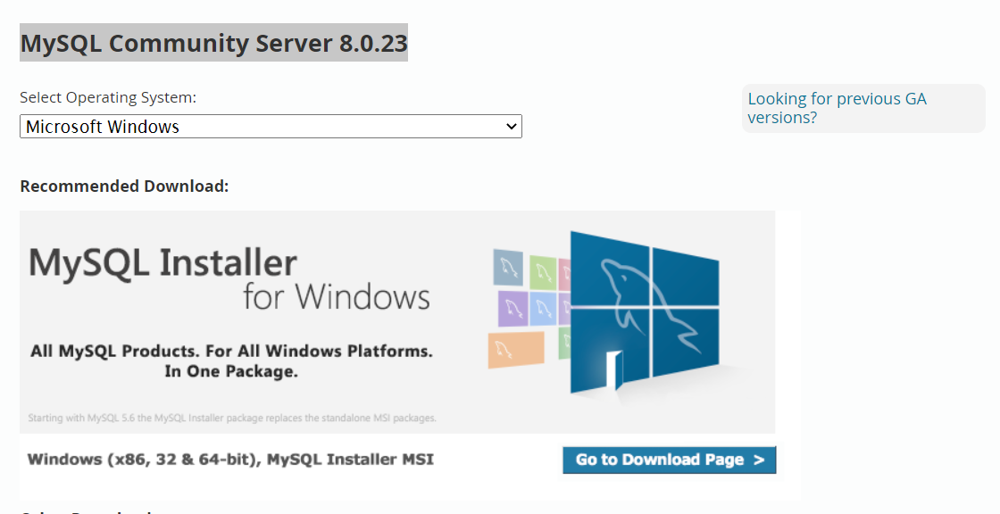 MySQL Community Server 8.0.23
Select Operating System:
Looking for previous GA
versions?
Microsoft Windows
Recommended Download:
MySQL Installer
for Windows
All MySQL Products. For All Windows Platforms.
In One Package.
Starting with MySQL 5.6 the MySQL Installer package replaces the standalone MSI packages.
Windows (x86, 32 & 64-bit), MySQL Installer MSI
Go to Download Page >